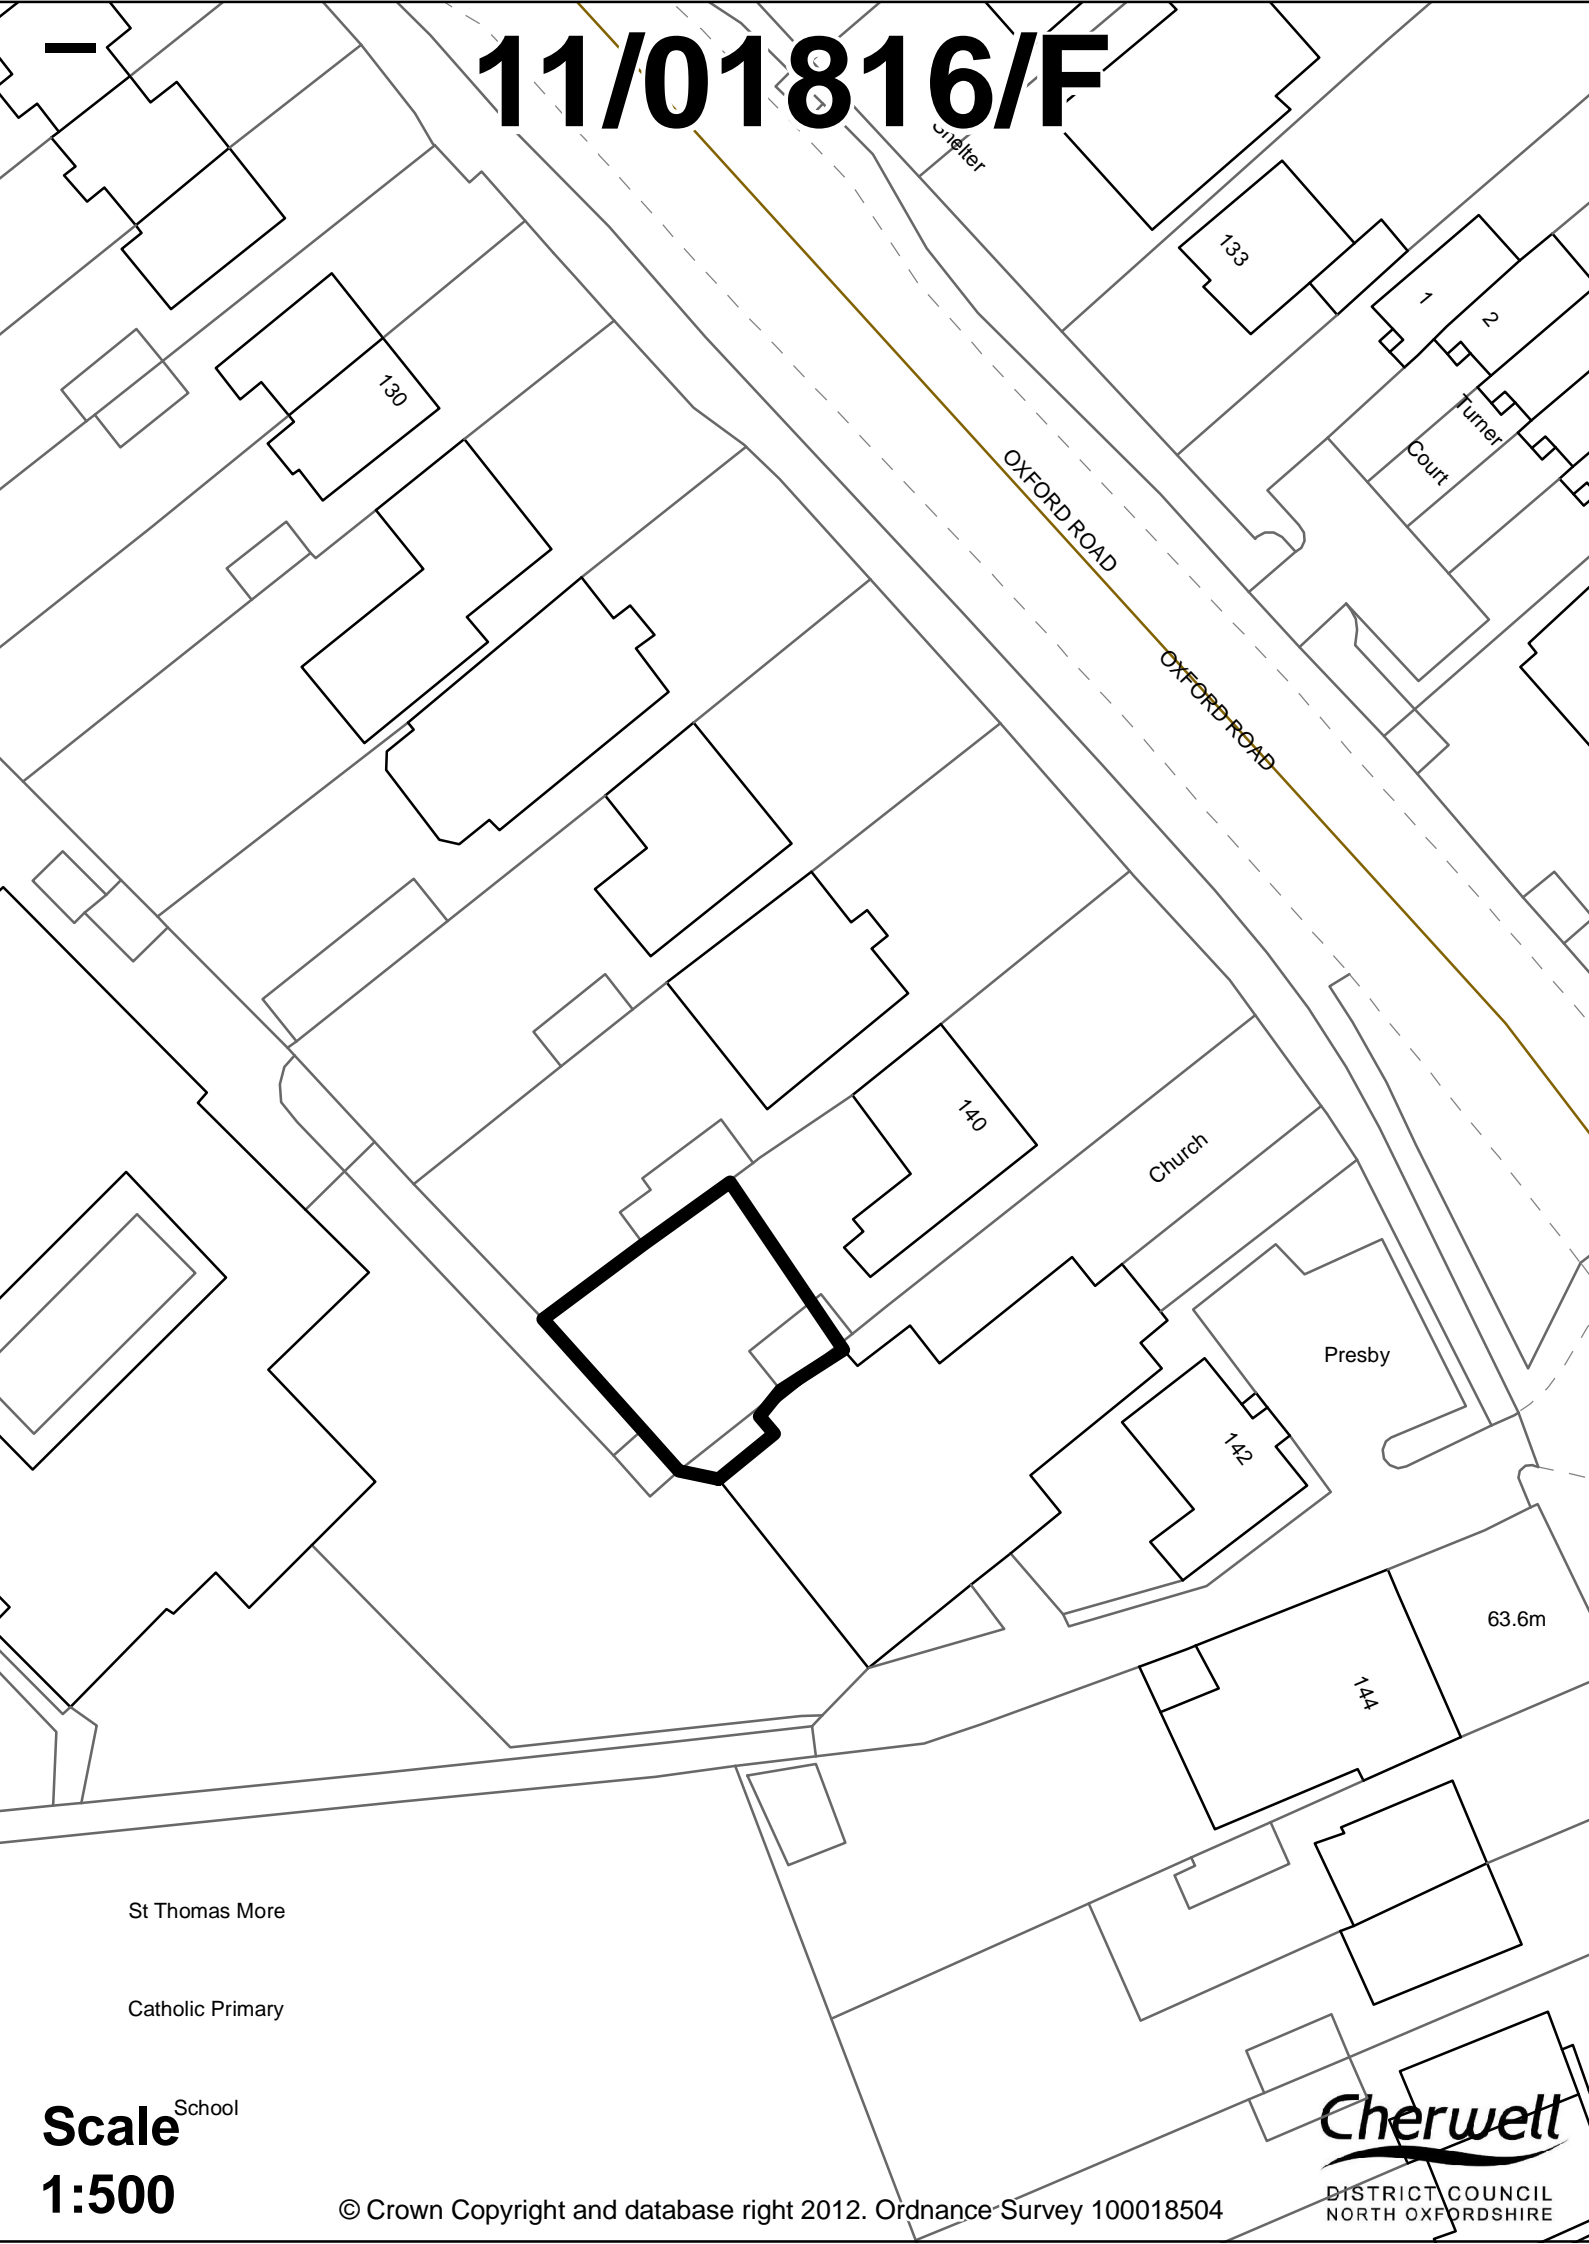 11/01816/F
Shelter
133
1
2
130
Turner
Court
OXFORD ROAD
OXFORD ROAD
140
Church
Presby
142
63.6m
144
St Thomas More
Catholic Primary
School
Scale
1:500
© Crown Copyright and database right 2012. Ordnance Survey 100018504
Cherwell
DISTRICT COUNCIL
NORTH OXFORDSHIRE